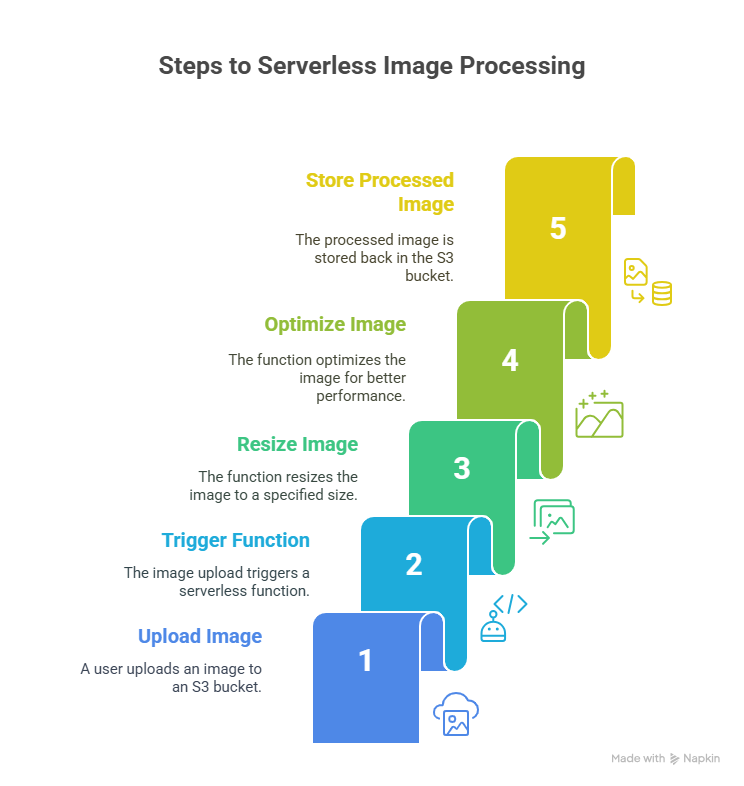 Steps to Serverless Image Processing
Store Processed
Image
5
The processed image is
stored back in the S3
bucket.
Optimize Image
4
The function optimizes the
image for better
performance.
Resize Image
3
The function resizes the
image to a specified size.
Trigger Function
2
The image upload triggers a
serverless function.
Upload Image
1
A user uploads an image to
an S3 bucket.
Made with Napkin